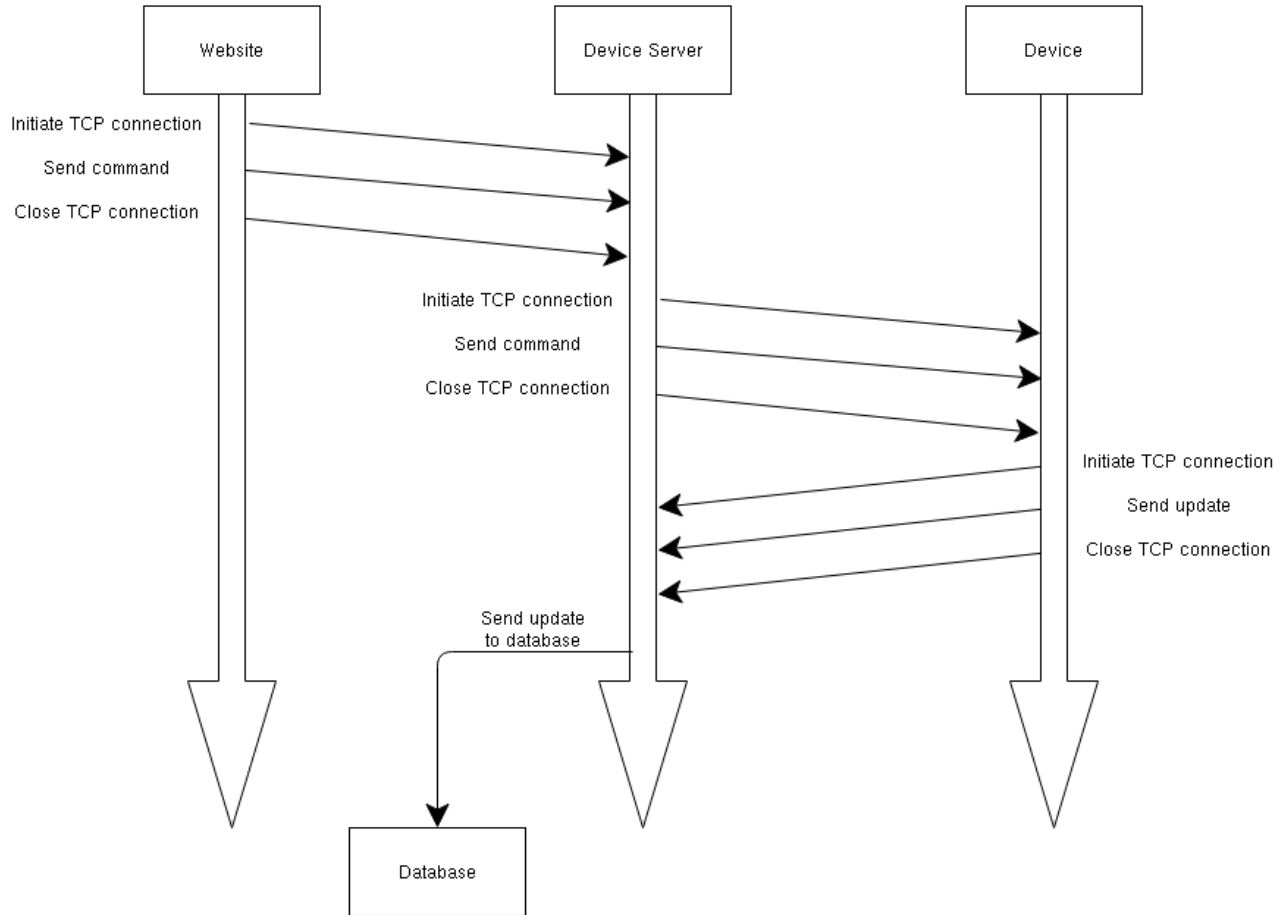 Website
Device Server
Device
Initiate TCP connection
Send command
Close TCP connection
Initiate TCP connection
Send command
Close TCP connection
Initiate TCP connection
Send update
Close TCP connection
Send update
to database
Database